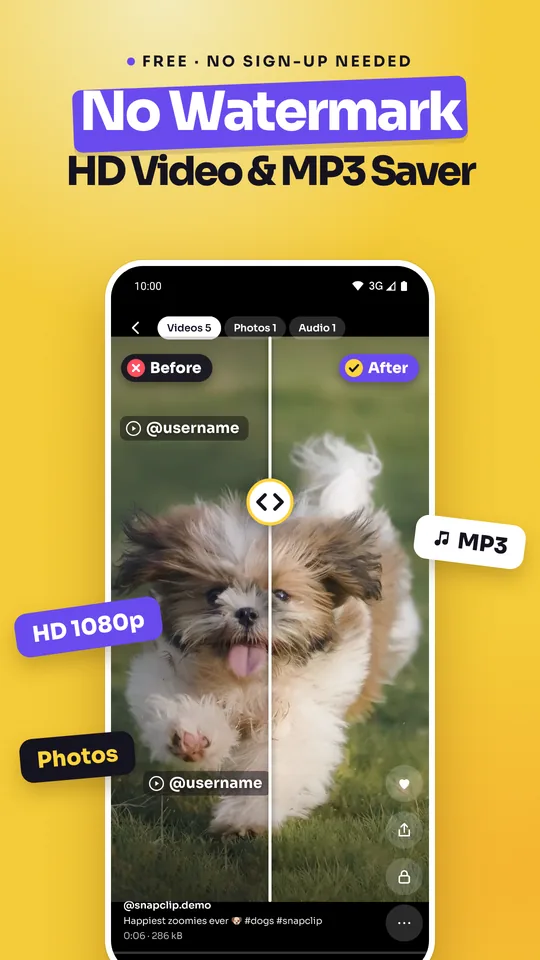 FREE · NO SIGN-UP NEEDED
No Watermark
HD Video & MP3 Saver
10:00
3G
Videos 5
Photos 1
Audio 1
Before
After
@username
MP3
HD 1080p
Photos
@username
@snapclip.demo
Happiest zoomies ever 🐶 #dogs #snapclip
0:06 · 286 kB